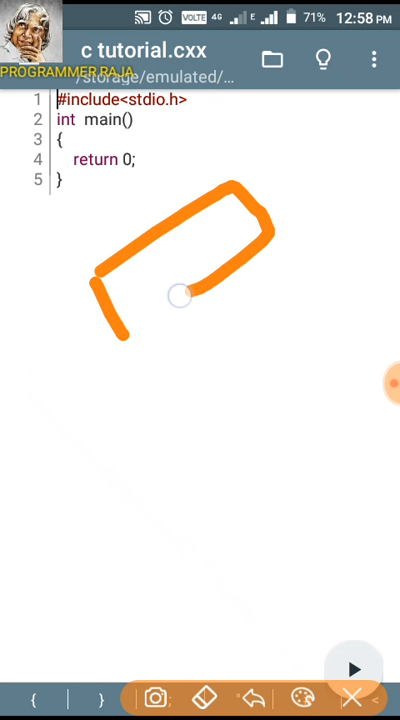 VOLTE 4G E 71% 12:58 PM
c tutorial.cxx
/storage/emulated/...
PROGRAMMER RAJA
1 #include<stdio.h>
2 int main()
3 {
4 return 0;
5 }
{ } ; " <